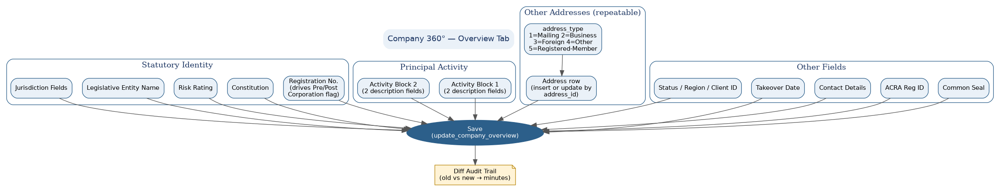 Other Addresses (repeatable)
address_type
1=Mailing 2=Business
3=Foreign 4=Other
5=Registered-Member
Company 360° — Overview Tab
Statutory Identity
Principal Activity
Other Fields
Jurisdiction Fields
Legislative Entity Name
Risk Rating
Constitution
Registration No.
(drives Pre/Post
Corporation flag)
Activity Block 2
(2 description fields)
Activity Block 1
(2 description fields)
Address row
(insert or update by
address_id)
Status / Region / Client ID
Takeover Date
Contact Details
ACRA Reg ID
Common Seal
Save
(update_company_overview)
Diff Audit Trail
(old vs new → minutes)